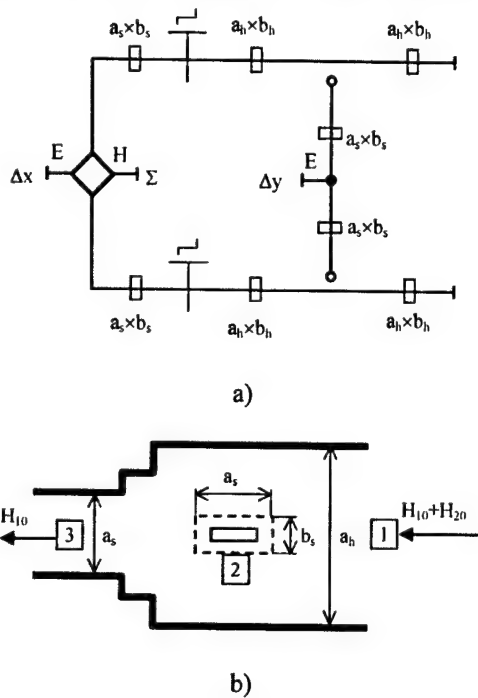 aₛ×bₛ
aₕ×bₕ
aₕ×bₕ
E
H
Δx
Σ
aₛ×bₛ
E
Δy
aₛ×bₛ
aₛ×bₛ
aₕ×bₕ
aₕ×bₕ
a)
aₛ
H₁₀
3
aₛ
bₛ
2
aₕ
1
H₁₀+H₂₀
b)